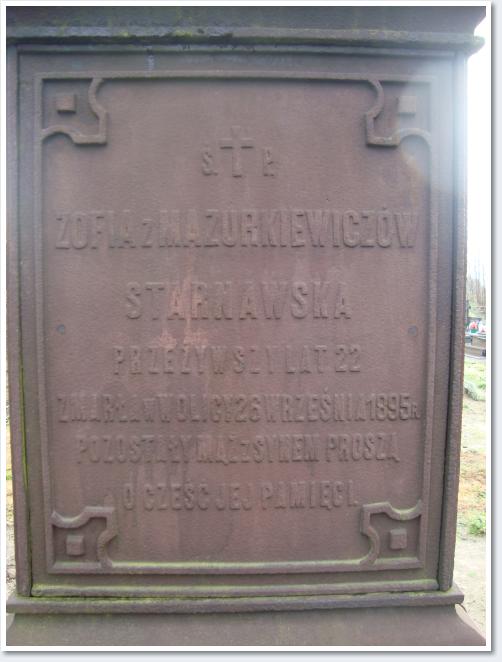 Ś. P.
ZOFIA z MAZURKIEWICZÓW
STARNAWSKA
PRZEŻYWSZY LAT 22
ZMARŁA W WOLICY 26 WRZEŚNIA 1895 R.
POZOSTAŁY MĄŻ Z SYNEM PROSZĄ
O CZEŚĆ JEJ PAMIĘCI.